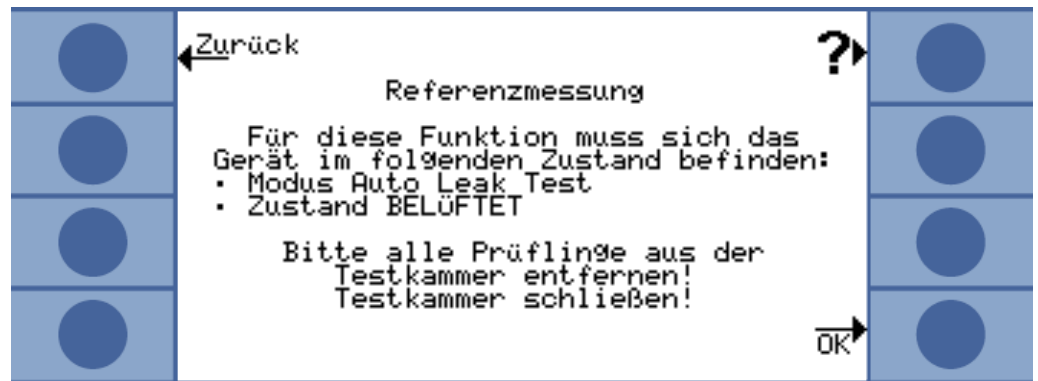 Zurück
?
Referenzmessung
Für diese Funktion muss sich das
Gerät im folgenden Zustand befinden:
· Modus Auto Leak Test
· Zustand BELÜFTET
Bitte alle Prüflinge aus der
Testkammer entfernen!
Testkammer schließen!
OK